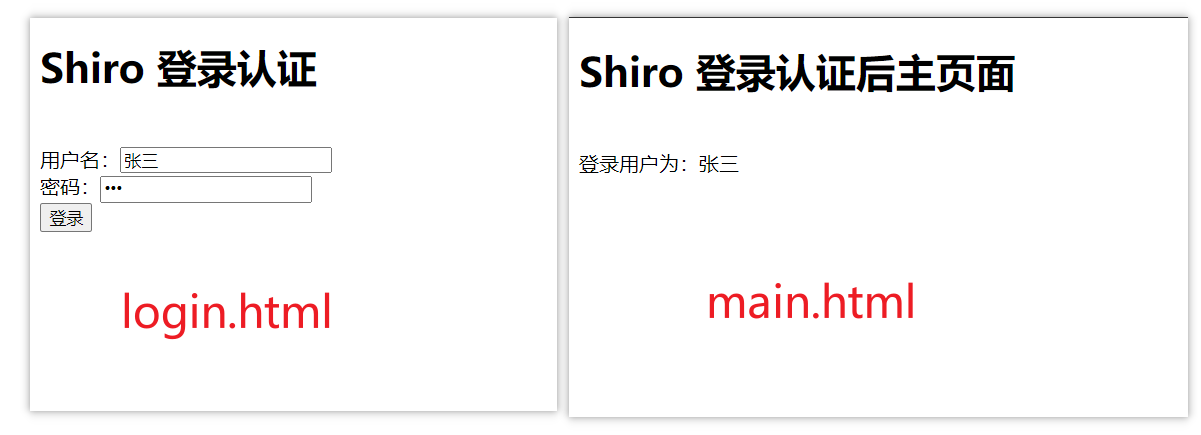 Shiro 登录认证
用户名：张三
密码：•••
登录
login.html
Shiro 登录认证后主页面
登录用户为：张三
main.html